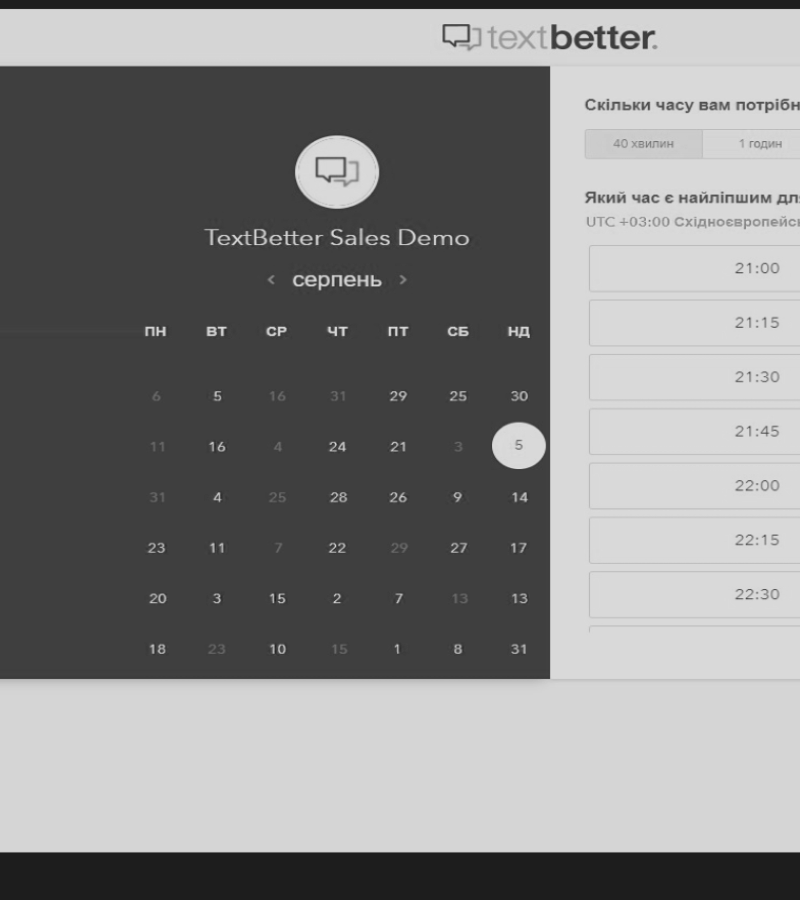 textbetter.
TextBetter Sales Demo
‹ серпень ›
ПН ВТ СР ЧТ ПТ СБ НД
6 5 16 31 29 25 30
11 16 4 24 21 3 5
31 4 25 28 26 9 14
23 11 7 22 29 27 17
20 3 15 2 7 13 13
18 23 10 15 1 8 31
Скільки часу вам потрібн
40 хвилин 1 годин
Який час є найліпшим для
UTC +03:00 Східноєвропейсь
21:00
21:15
21:30
21:45
22:00
22:15
22:30